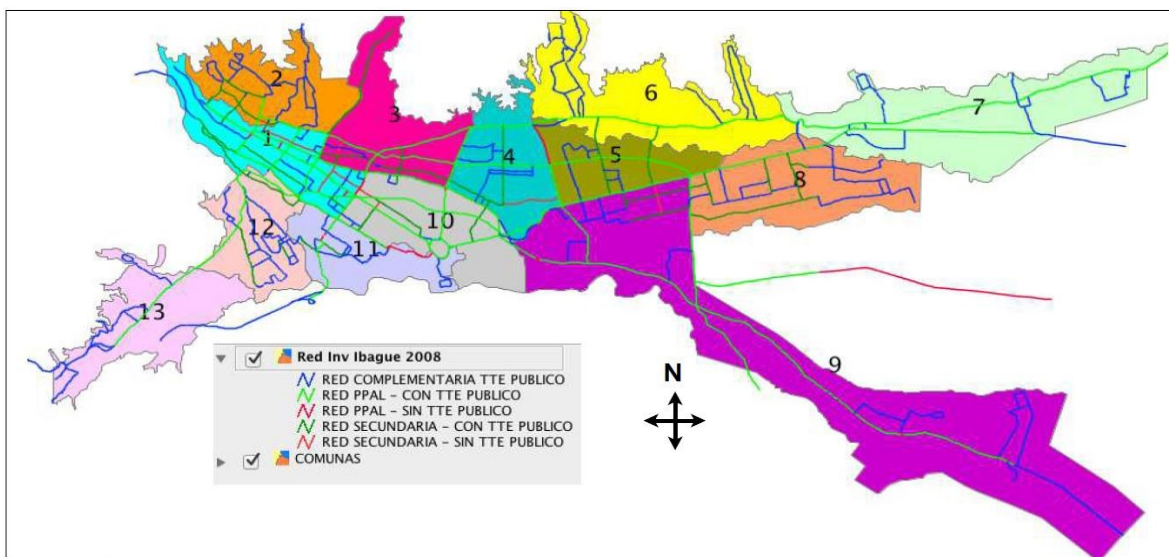 2
1
3
6
7
4
5
8
10
12
11
13
9
N
Red Inv Ibague 2008
RED COMPLEMENTARIA TTE PUBLICO
RED PPAL - CON TTE PUBLICO
RED PPAL - SIN TTE PUBLICO
RED SECUNDARIA - CON TTE PUBLICO
RED SECUNDARIA - SIN TTE PUBLICO
COMUNAS